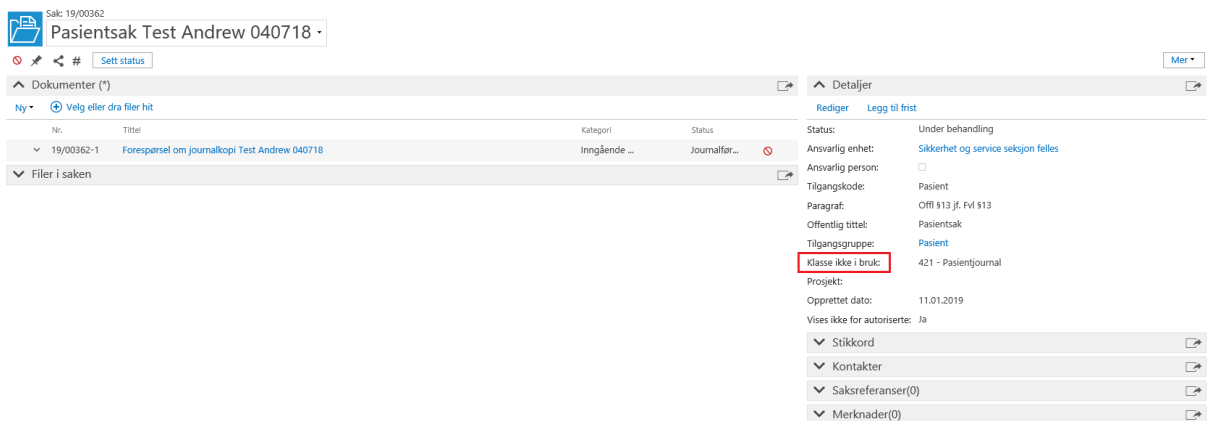 Sak: 19/00362
Pasientsak Test Andrew 040718
# Sett status
Mer
Dokumenter (*)
Ny Velg eller dra filer hit
Nr. Tittel Kategori Status
19/00362-1 Forespørsel om journalkopi Test Andrew 040718 Inngående ... Journalfør...
Filer i saken
Detaljer
Rediger Legg til frist
Status: Under behandling
Ansvarlig enhet: Sikkerhet og service seksjon felles
Ansvarlig person:
Tilgangskode: Pasient
Paragraf: Offl §13 jf. Fvl §13
Offentlig tittel: Pasientsak
Tilgangsgruppe: Pasient
Klasse ikke i bruk: 421 - Pasientjournal
Prosjekt:
Opprettet dato: 11.01.2019
Vises ikke for autoriserte: Ja
Stikkord
Kontakter
Saksreferanser(0)
Merknader(0)